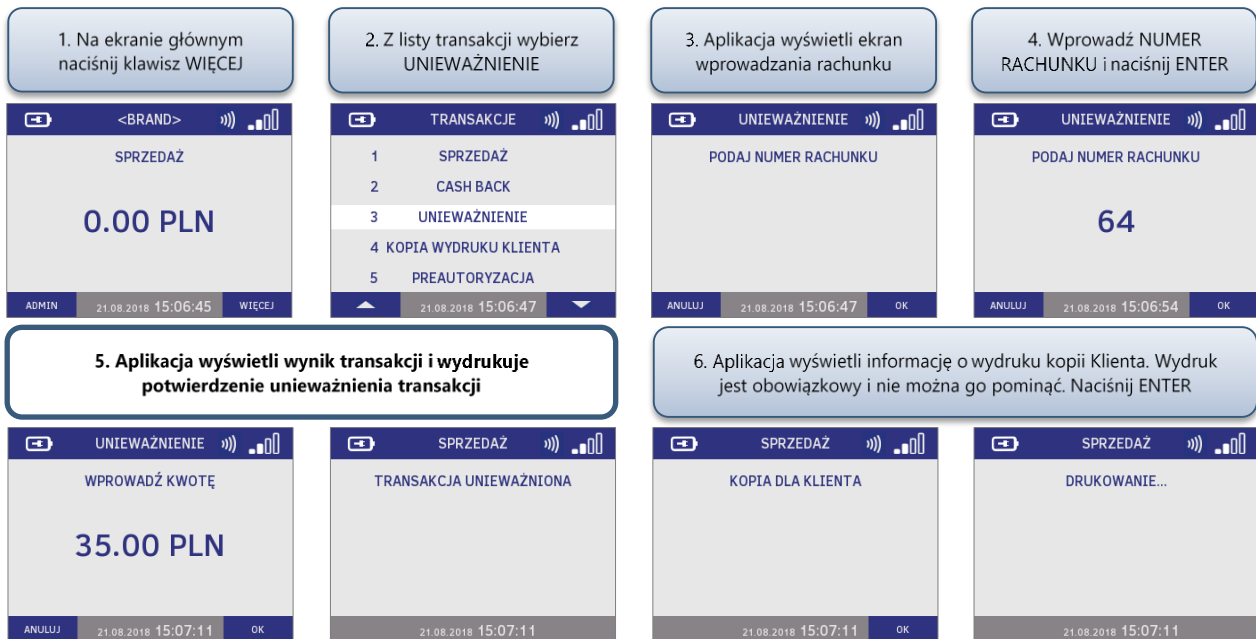 1. Na ekranie głównym
naciśnij klawisz WIĘCEJ
2. Z listy transakcji wybierz
UNIEWAŻNIENIE
3. Aplikacja wyświetli ekran
wprowadzania rachunku
4. Wprowadź NUMER
RACHUNKU i naciśnij ENTER
<BRAND>
SPRZEDAŻ
0.00 PLN
ADMIN 21.08.2018 15:06:45 WIĘCEJ
TRANSAKCJE
1 SPRZEDAŻ
2 CASH BACK
3 UNIEWAŻNIENIE
4 KOPIA WYDRUKU KLIENTA
5 PREAUTORYZACJA
21.08.2018 15:06:47
UNIEWAŻNIENIE
PODAJ NUMER RACHUNKU
ANULUJ 21.08.2018 15:06:47 OK
UNIEWAŻNIENIE
PODAJ NUMER RACHUNKU
64
ANULUJ 21.08.2018 15:06:54 OK
5. Aplikacja wyświetli wynik transakcji i wydrukuje
potwierdzenie unieważnienia transakcji
6. Aplikacja wyświetli informację o wydruku kopii Klienta. Wydruk
jest obowiązkowy i nie można go pominąć. Naciśnij ENTER
UNIEWAŻNIENIE
WPROWADŹ KWOTĘ
35.00 PLN
ANULUJ 21.08.2018 15:07:11 OK
SPRZEDAŻ
TRANSAKCJA UNIEWAŻNIONA
21.08.2018 15:07:11
SPRZEDAŻ
KOPIA DLA KLIENTA
21.08.2018 15:07:11 OK
SPRZEDAŻ
DRUKOWANIE...
21.08.2018 15:07:11